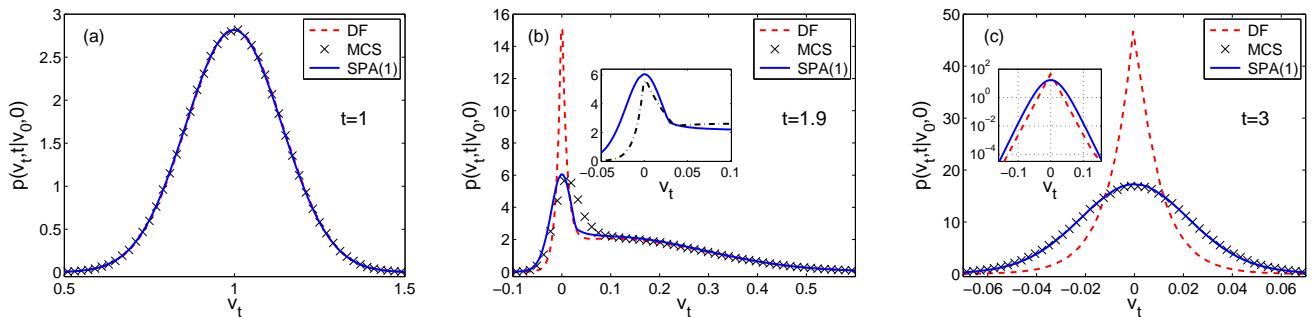 (a)
DF
MCS
SPA(1)
t=1
p(v_t,t|v_0,0)
3
2.5
2
1.5
1
0.5
0
0.5 1 1.5
v_t
(b)
DF
MCS
SPA(1)
t=1.9
p(v_t,t|v_0,0)
16
14
12
10
8
6
4
2
0
−0.1 0 0.1 0.2 0.3 0.4 0.5
v_t
6
4
2
0
−0.05 0 0.05 0.1
v_t
(c)
DF
MCS
SPA(1)
t=3
p(v_t,t|v_0,0)
50
40
30
20
10
0
−0.06 −0.04 −0.02 0 0.02 0.04 0.06
v_t
10^2
10^0
10^−2
10^−4
−0.1 0 0.1
v_t